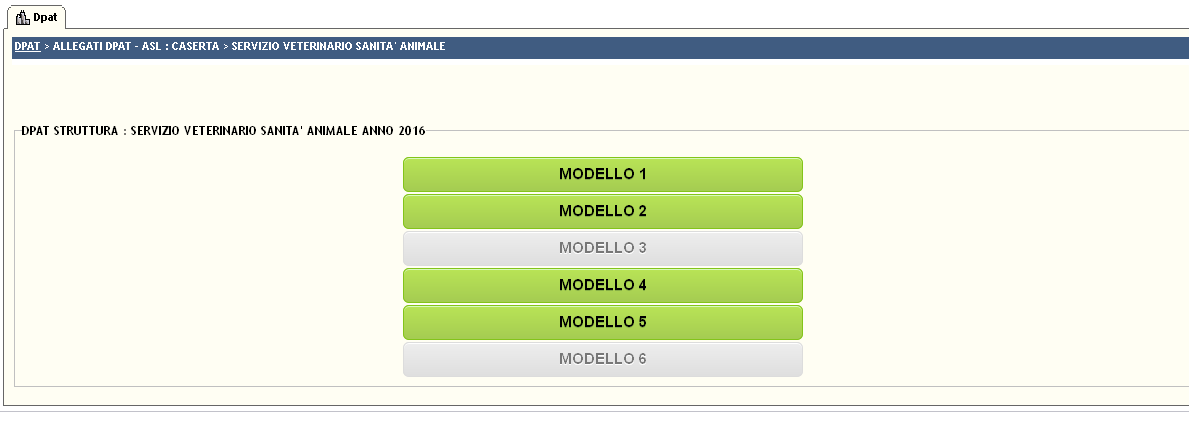 Dpat
DPAT > ALLEGATI DPAT - ASL : CASERTA > SERVIZIO VETERINARIO SANITA' ANIMALE
DPAT STRUTTURA : SERVIZIO VETERINARIO SANITA' ANIMALE ANNO 2016
MODELLO 1
MODELLO 2
MODELLO 3
MODELLO 4
MODELLO 5
MODELLO 6